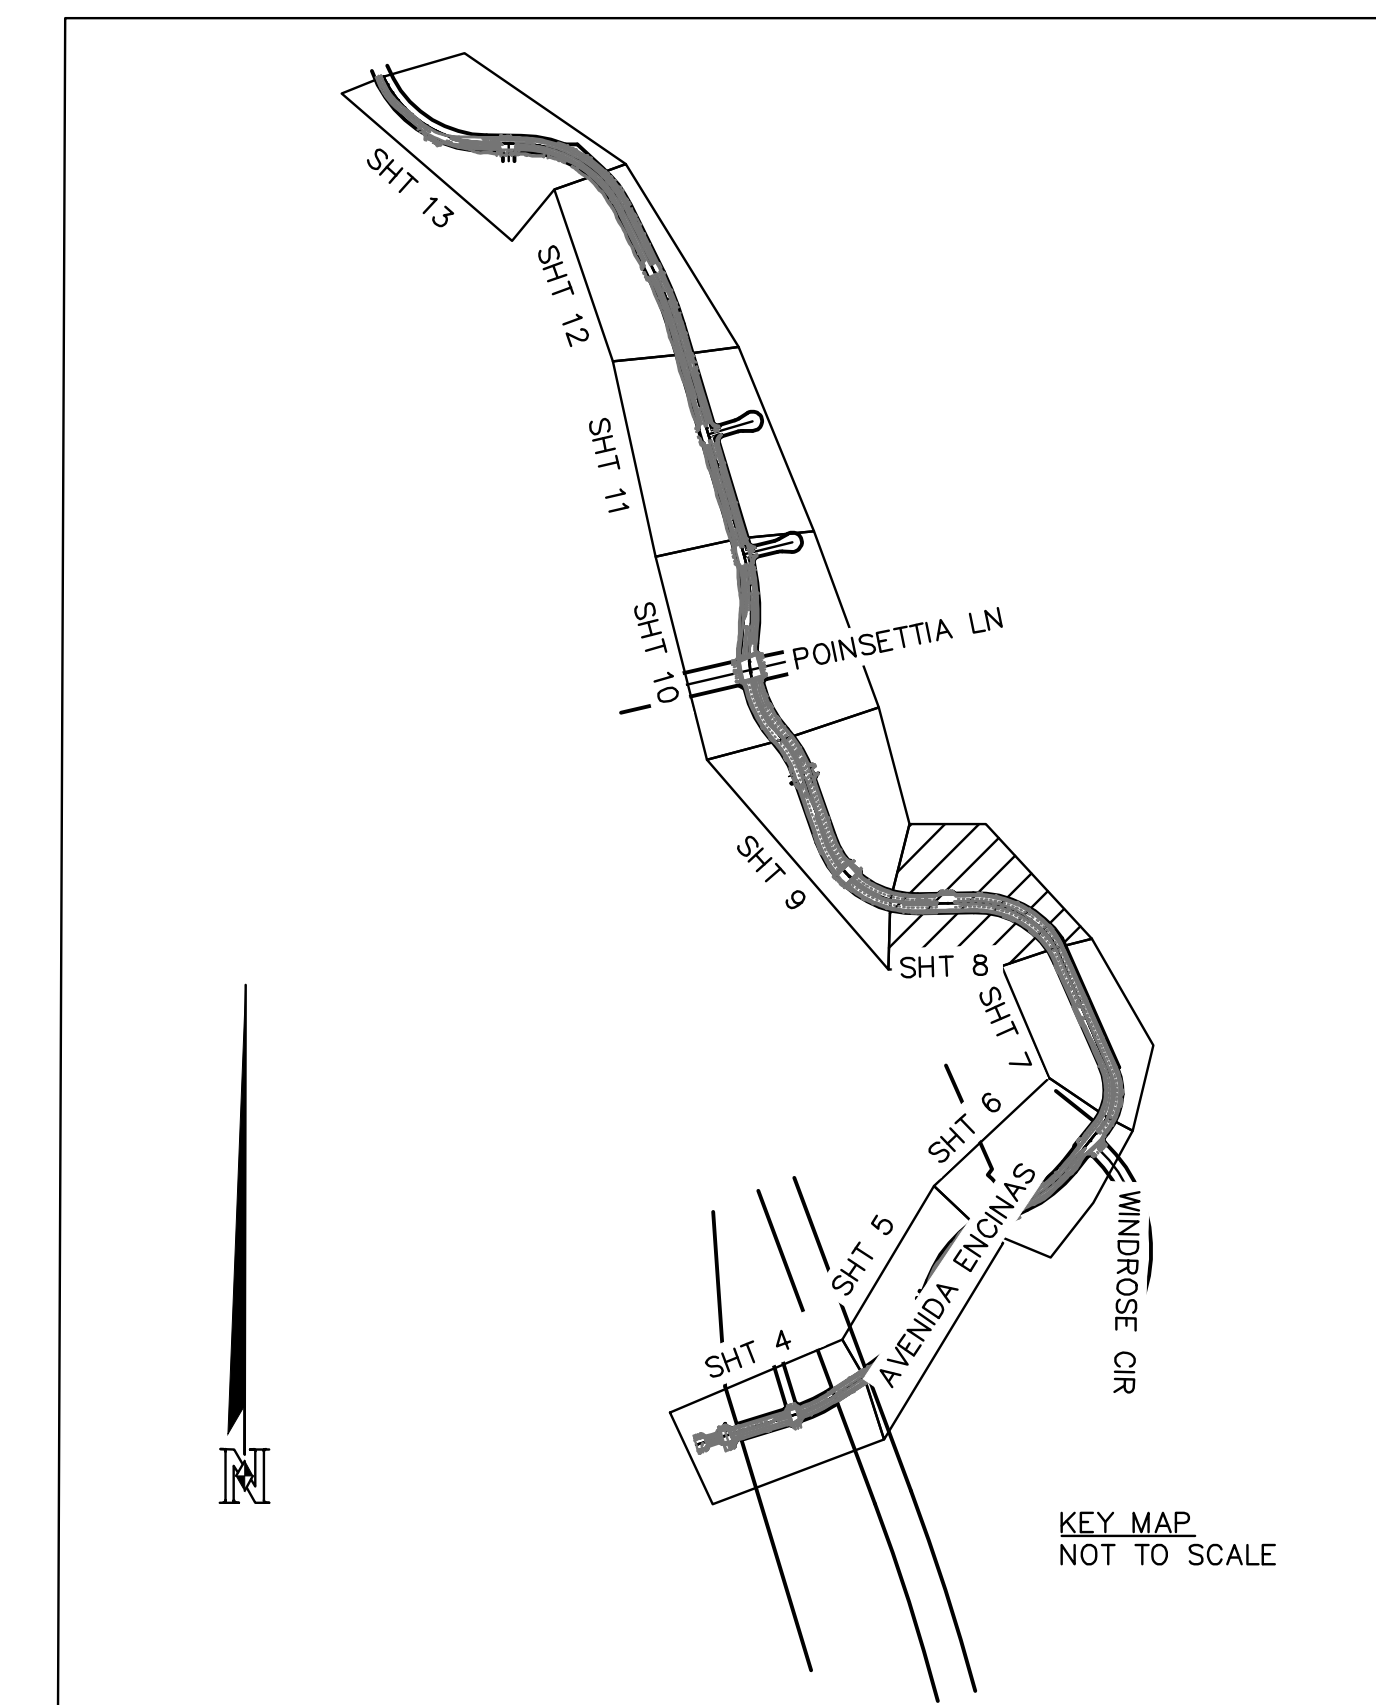 SHT 13
SHT 12
SHT 11
SHT 10
POINSETTIA LN
SHT 9
SHT 8
SHT 7
SHT 6
SHT 5
AVENIDA ENCINAS
WINDROSE CIR
SHT 4
N
KEY MAP
NOT TO SCALE